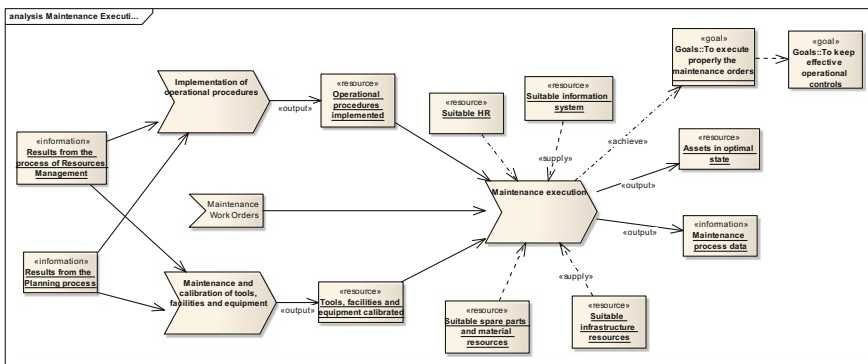 analysis Maintenance Executi...
Implementation of
operational procedures
«output»
«resource»
Operational
procedures
implemented
«resource»
Suitable HR
«resource»
Suitable information
system
«supply»
«goal»
Goals::To execute
properly the
maintenance orders
«goal»
Goals::To keep
effective
operational
controls
«achieve»
«information»
Results from the
process of Resources
Management
Maintenance
Work Orders
Maintenance execution
«resource»
Assets in optimal
state
«output»
«information»
Maintenance
process data
«output»
«information»
Results from the
Planning process
Maintenance and
calibration of tools,
facilities and equipment
«output»
«resource»
Tools, facilities and
equipment calibrated
«resource»
Suitable spare parts
and material
resources
«supply»
«resource»
Suitable
infrastructure
resources